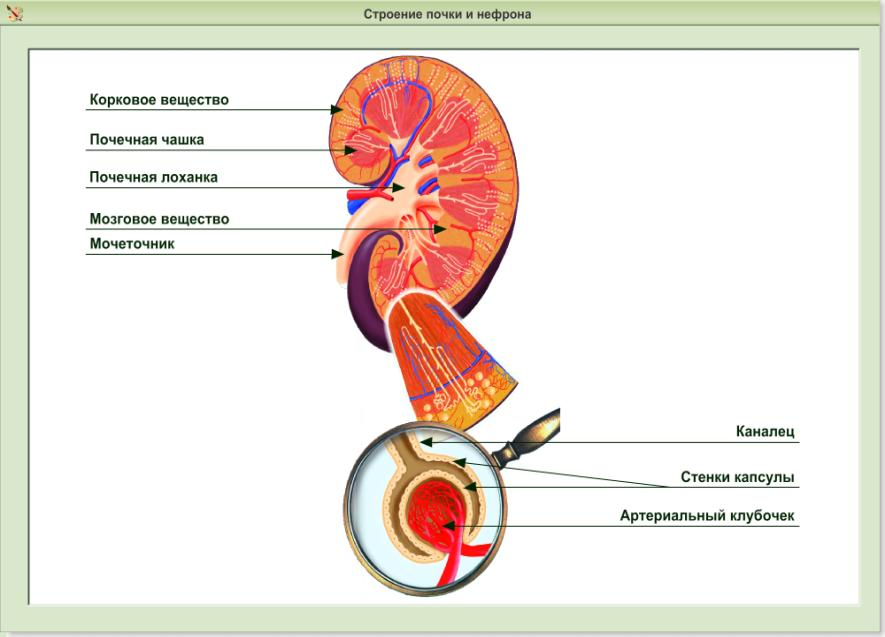 Строение почки и нефрона
Корковое вещество
Почечная чашка
Почечная лоханка
Мозговое вещество
Мочеточник
Каналец
Стенки капсулы
Артериальный клубочек